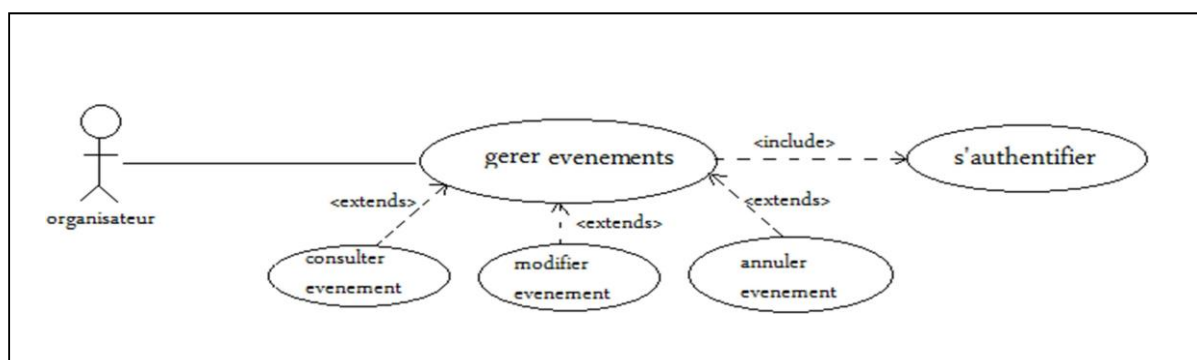 gerer evenements
<include>
s'authentifier
organisateur
<extends>
<extends>
<extends>
consulter
evenement
modifier
evenement
annuler
evenement